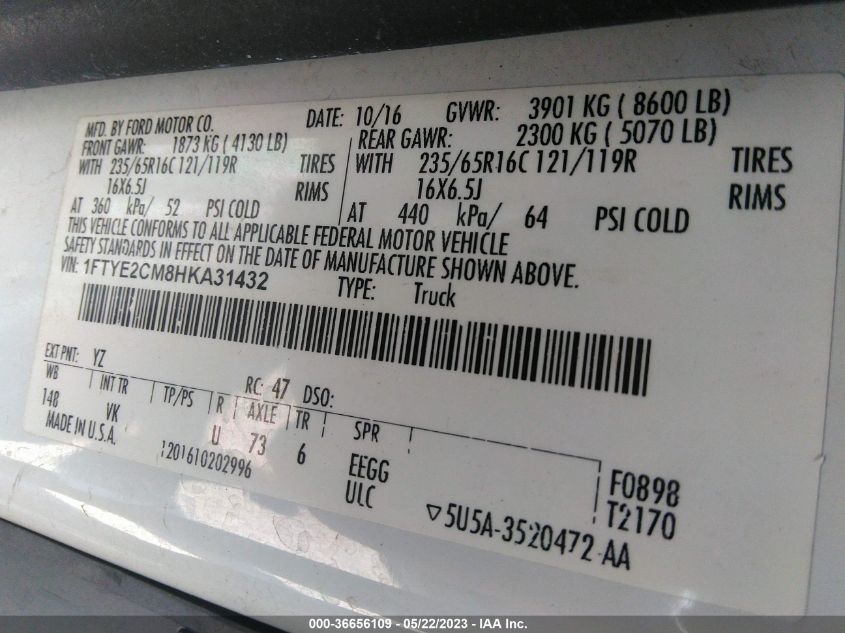 MFD. BY FORD MOTOR CO. DATE: 10/16 GVWR: 3901 KG ( 8600 LB)
FRONT GAWR: 1873 KG ( 4130 LB) REAR GAWR: 2300 KG ( 5070 LB)
WITH 235/65R16C 121/119R TIRES WITH 235/65R16C 121/119R TIRES
16X6.5J RIMS 16X6.5J RIMS
AT 360 kPa/ 52 PSI COLD AT 440 kPa/ 64 PSI COLD
THIS VEHICLE CONFORMS TO ALL APPLICABLE FEDERAL MOTOR VEHICLE
SAFETY STANDARDS IN EFFECT ON THE DATE OF MANUFACTURE SHOWN ABOVE.
VIN: 1FTYE2CM8HKA31432 TYPE: Truck
EXT PNT: YZ RC: 47 DSO:
WB INT TR TP/PS R AXLE TR SPR
148 VK U 73 6 EEGG
MADE IN U.S.A. 1201610202996 ULC
F0898
T2170
▽5U5A-3520472-AA
000-36656109 - 05/22/2023 - IAA Inc.